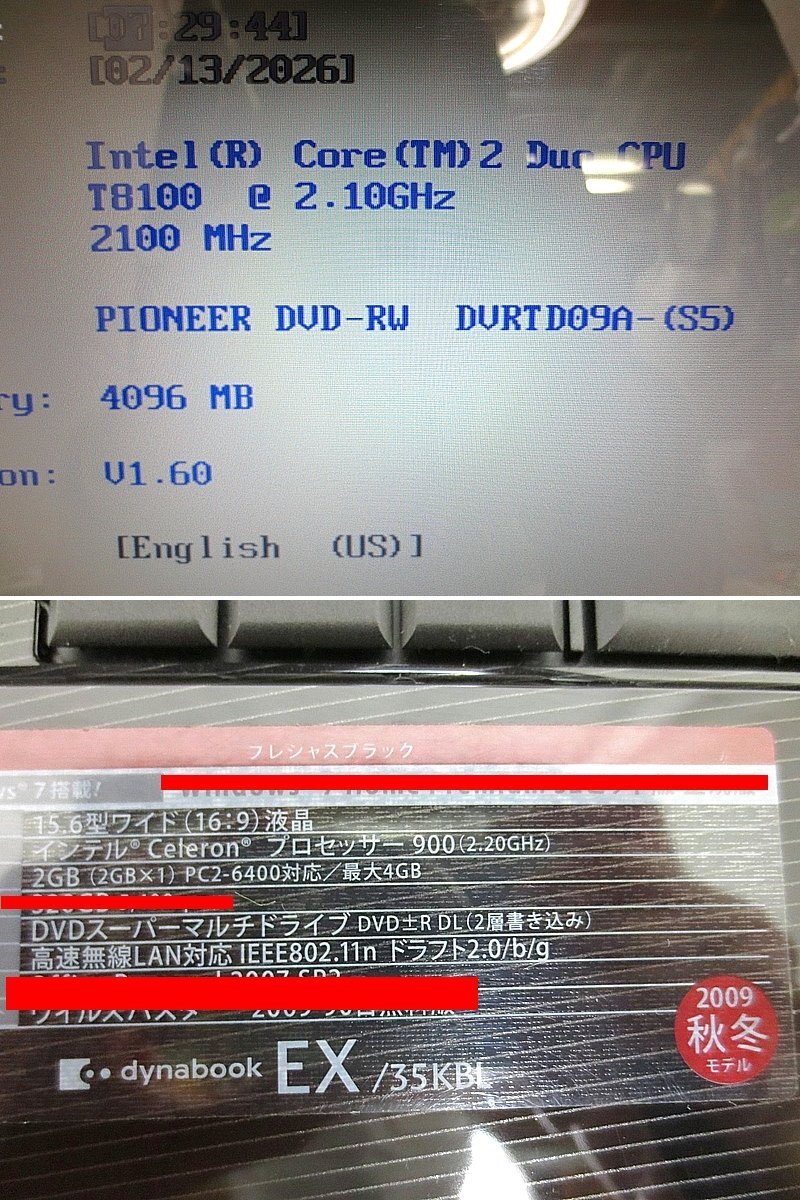 [07:29:44]
[02/13/2026]
Intel(R) Core(TM)2 Duo CPU
T8100 @ 2.10GHz
2100 MHz
PIONEER DVD-RW DVRTD09A-(S5)
ry: 4096 MB
on: V1.60
[English (US)]
フレシャスブラック
ws® 7搭載!
15.6型ワイド(16:9)液晶
インテル® Celeron® プロセッサー 900(2.20GHz)
2GB (2GB×1) PC2-6400対応/最大4GB
DVDスーパーマルチドライブ DVD±R DL(2層書き込み)
高速無線LAN対応 IEEE802.11n ドラフト2.0/b/g
2009
秋冬
モデル
dynabook EX /35KBL